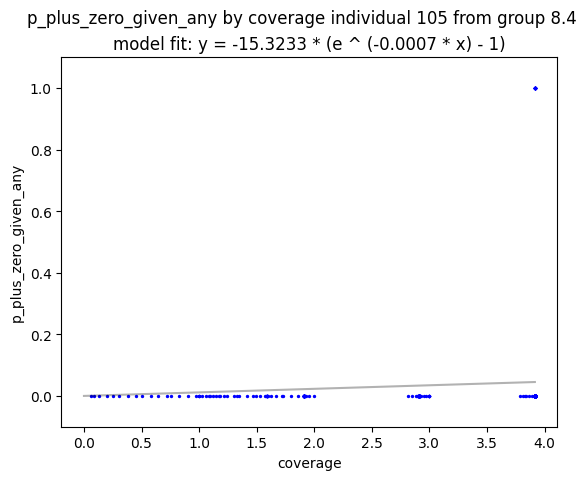 p_plus_zero_given_any by coverage individual 105 from group 8.4
model fit: y = -15.3233 * (e ^ (-0.0007 * x) - 1)
1.0
0.8
0.6
0.4
0.2
0.0
p_plus_zero_given_any
0.0 0.5 1.0 1.5 2.0 2.5 3.0 3.5 4.0
coverage